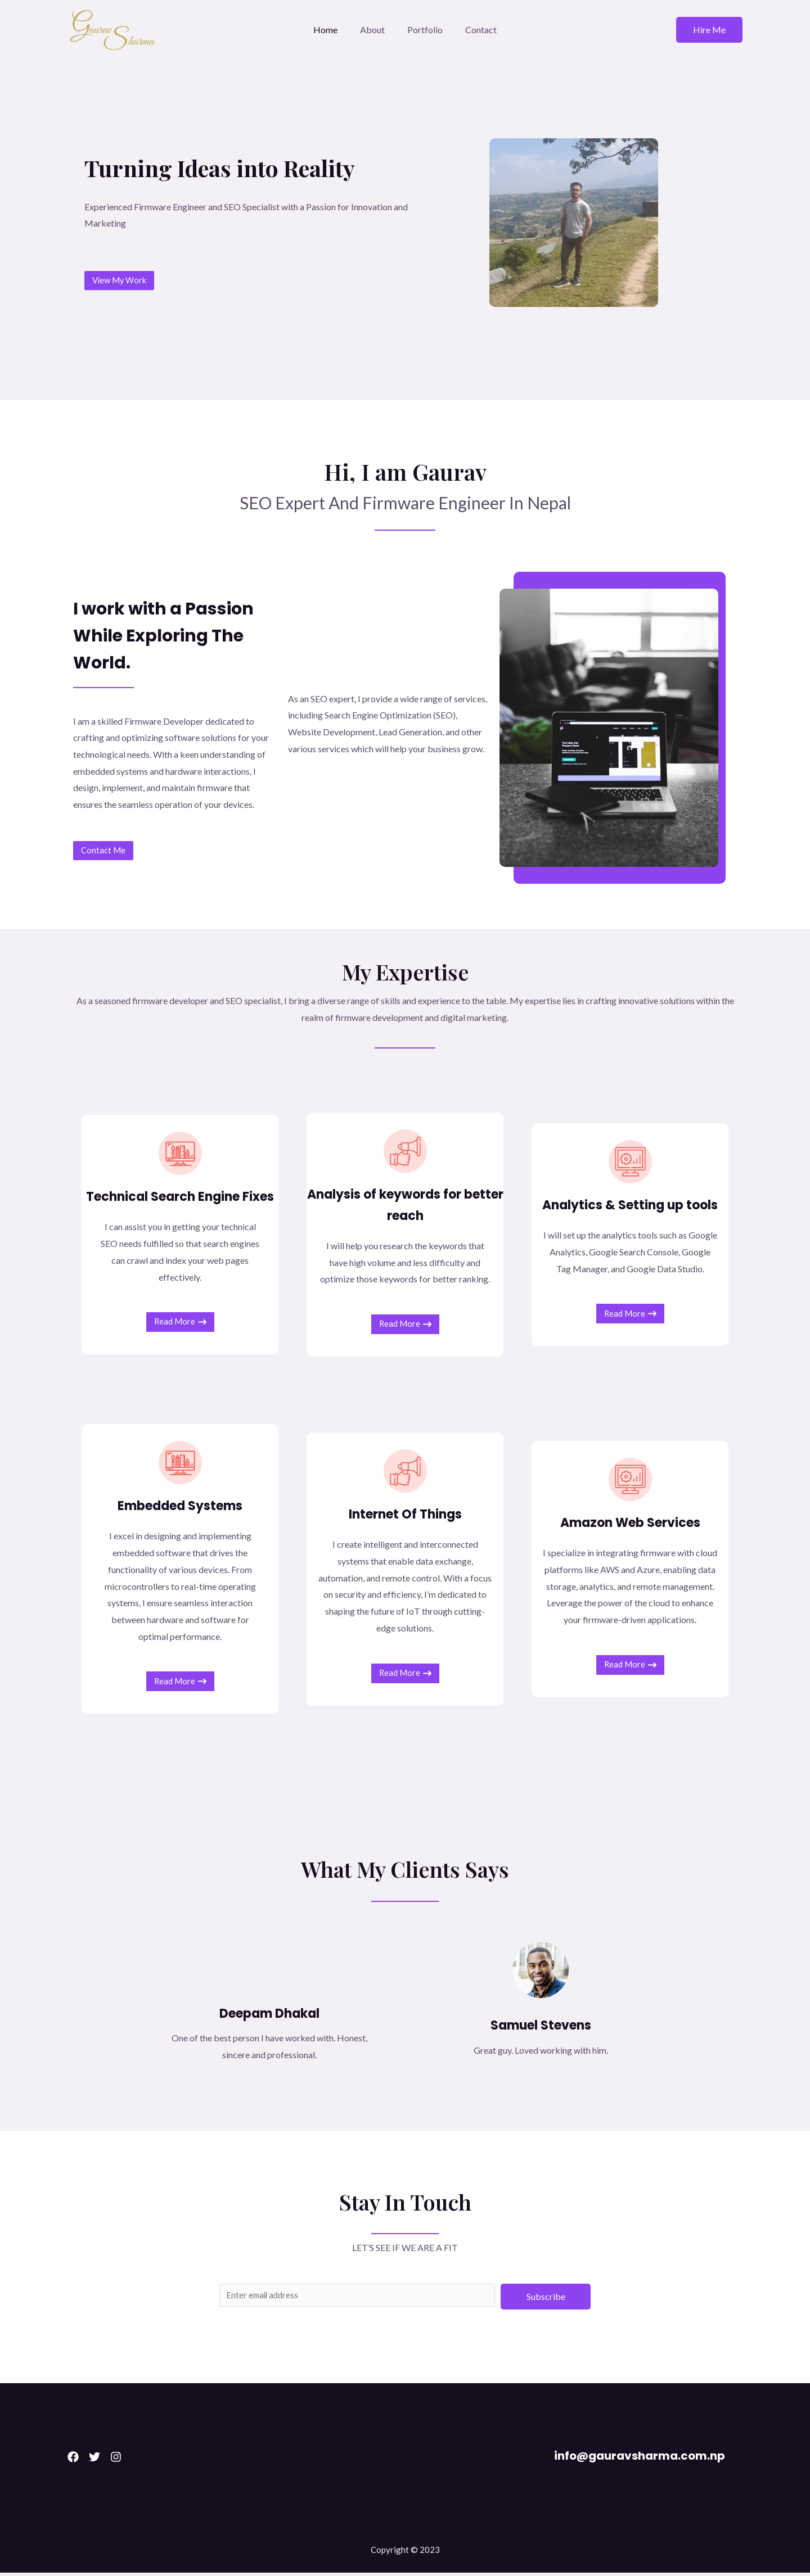 Gaurav Sharma
Home
About
Portfolio
Contact
Hire Me
Turning Ideas into Reality
Experienced Firmware Engineer and SEO Specialist with a Passion for Innovation and
Marketing
View My Work
Hi, I am Gaurav
SEO Expert And Firmware Engineer In Nepal
I work with a Passion
While Exploring The
World.
I am a skilled Firmware Developer dedicated to
crafting and optimizing software solutions for your
technological needs. With a keen understanding of
embedded systems and hardware interactions, I
design, implement, and maintain firmware that
ensures the seamless operation of your devices.
Contact Me
As an SEO expert, I provide a wide range of services,
including Search Engine Optimization (SEO),
Website Development, Lead Generation, and other
various services which will help your business grow.
My Expertise
As a seasoned firmware developer and SEO specialist, I bring a diverse range of skills and experience to the table. My expertise lies in crafting innovative solutions within the
realm of firmware development and digital marketing.
Technical Search Engine Fixes
I can assist you in getting your technical
SEO needs fulfilled so that search engines
can crawl and index your web pages
effectively.
Read More
Analysis of keywords for better
reach
I will help you research the keywords that
have high volume and less difficulty and
optimize those keywords for better ranking.
Read More
Analytics & Setting up tools
I will set up the analytics tools such as Google
Analytics, Google Search Console, Google
Tag Manager, and Google Data Studio.
Read More
Embedded Systems
I excel in designing and implementing
embedded software that drives the
functionality of various devices. From
microcontrollers to real-time operating
systems, I ensure seamless interaction
between hardware and software for
optimal performance.
Read More
Internet Of Things
I create intelligent and interconnected
systems that enable data exchange,
automation, and remote control. With a focus
on security and efficiency, I'm dedicated to
shaping the future of IoT through cutting-
edge solutions.
Read More
Amazon Web Services
I specialize in integrating firmware with cloud
platforms like AWS and Azure, enabling data
storage, analytics, and remote management.
Leverage the power of the cloud to enhance
your firmware-driven applications.
Read More
What My Clients Says
Deepam Dhakal
One of the best person I have worked with. Honest,
sincere and professional.
Samuel Stevens
Great guy. Loved working with him.
Stay In Touch
LET'S SEE IF WE ARE A FIT
Enter email address
Subscribe
info@gauravsharma.com.np
Copyright © 2023